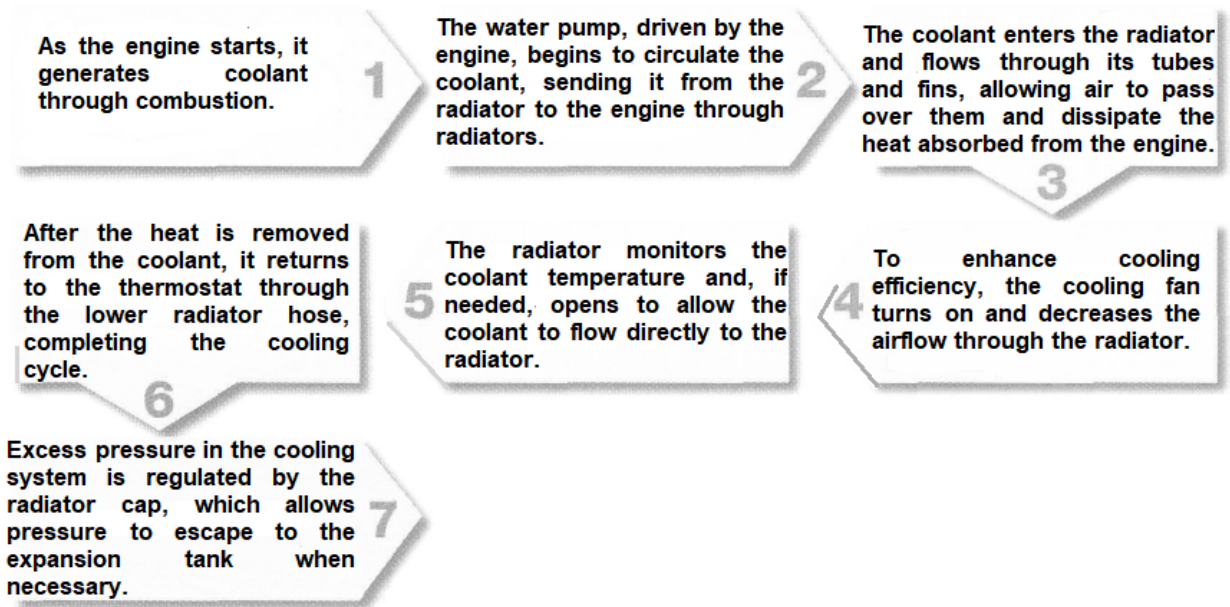 As the engine starts, it
generates coolant
through combustion.
1
The water pump, driven by the
engine, begins to circulate the
coolant, sending it from the
radiator to the engine through
radiators.
2
The coolant enters the radiator
and flows through its tubes
and fins, allowing air to pass
over them and dissipate the
heat absorbed from the engine.
3
To enhance cooling
efficiency, the cooling fan
turns on and decreases the
airflow through the radiator.
4
The radiator monitors the
coolant temperature and, if
needed, opens to allow the
coolant to flow directly to the
radiator.
5
After the heat is removed
from the coolant, it returns
to the thermostat through
the lower radiator hose,
completing the cooling
cycle.
6
Excess pressure in the cooling
system is regulated by the
radiator cap, which allows
pressure to escape to the
expansion tank when
necessary.
7